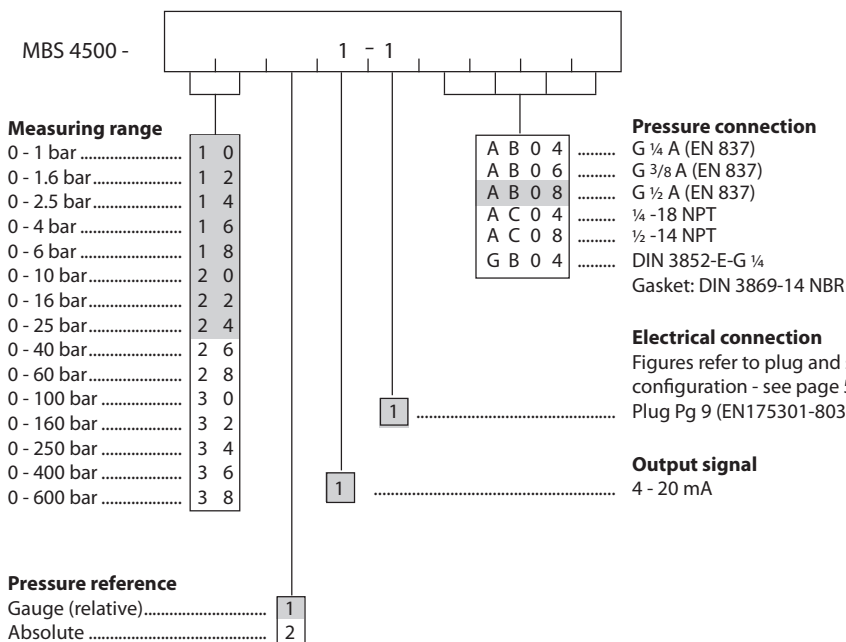 MBS 4500 - 1 - 1
Measuring range
0 - 1 bar ........................ 1 0
0 - 1.6 bar..................... 1 2
0 - 2.5 bar..................... 1 4
0 - 4 bar ........................ 1 6
0 - 6 bar ........................ 1 8
0 - 10 bar...................... 2 0
0 - 16 bar...................... 2 2
0 - 25 bar...................... 2 4
0 - 40 bar...................... 2 6
0 - 60 bar...................... 2 8
0 - 100 bar ................... 3 0
0 - 160 bar ................... 3 2
0 - 250 bar ................... 3 4
0 - 400 bar ................... 3 6
0 - 600 bar ................... 3 8
Pressure reference
Gauge (relative)............................. 1
Absolute .......................................... 2
Pressure connection
A B 0 4 ......... G ¼ A (EN 837)
A B 0 6 ......... G 3/8 A (EN 837)
A B 0 8 ......... G ½ A (EN 837)
A C 0 4 ......... ¼ -18 NPT
A C 0 8 ......... ½ -14 NPT
G B 0 4 ......... DIN 3852-E-G ¼
Gasket: DIN 3869-14 NBR
Electrical connection
Figures refer to plug and
configuration - see page
1 ................................................ Plug Pg 9 (EN175301-803
Output signal
1 ........................................................... 4 - 20 mA